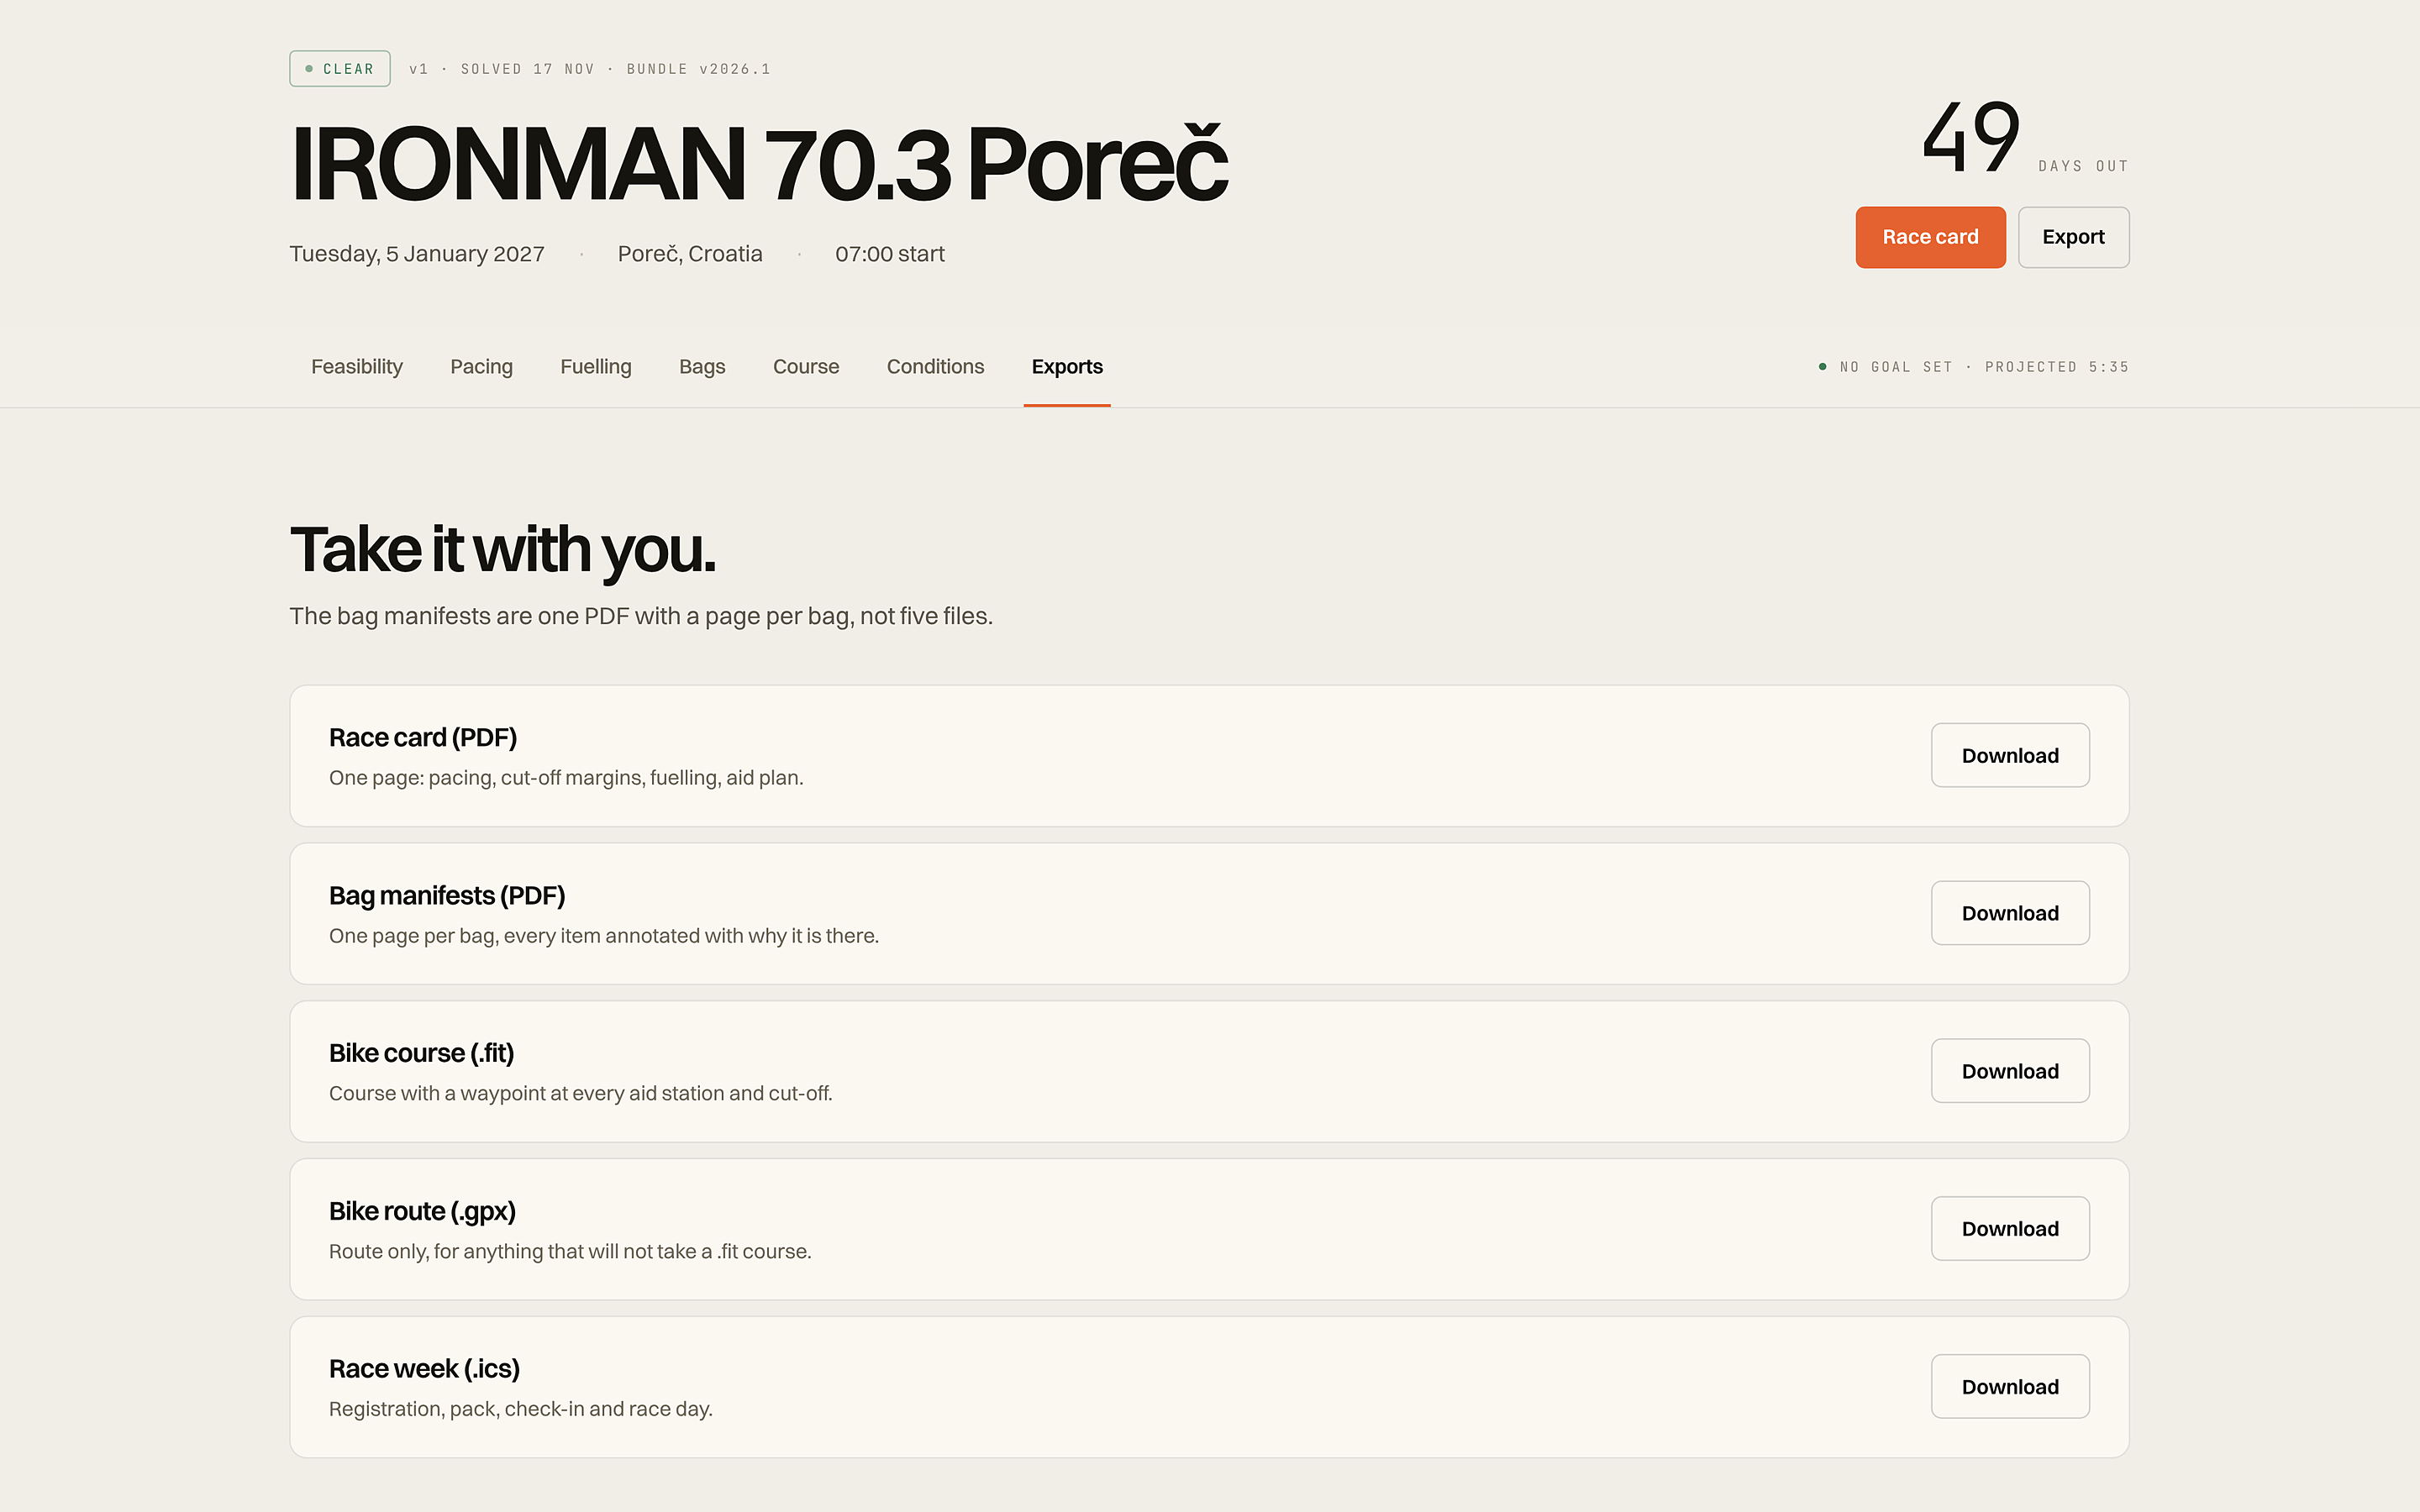 CLEAR v1 · SOLVED 17 NOV · BUNDLE v2026.1
IRONMAN 70.3 Poreč
Tuesday, 5 January 2027 · Poreč, Croatia · 07:00 start
49 DAYS OUT
Race card Export
Feasibility Pacing Fuelling Bags Course Conditions Exports
NO GOAL SET · PROJECTED 5:35
Take it with you.
The bag manifests are one PDF with a page per bag, not five files.
Race card (PDF)
One page: pacing, cut-off margins, fuelling, aid plan.
Download
Bag manifests (PDF)
One page per bag, every item annotated with why it is there.
Download
Bike course (.fit)
Course with a waypoint at every aid station and cut-off.
Download
Bike route (.gpx)
Route only, for anything that will not take a .fit course.
Download
Race week (.ics)
Registration, pack, check-in and race day.
Download